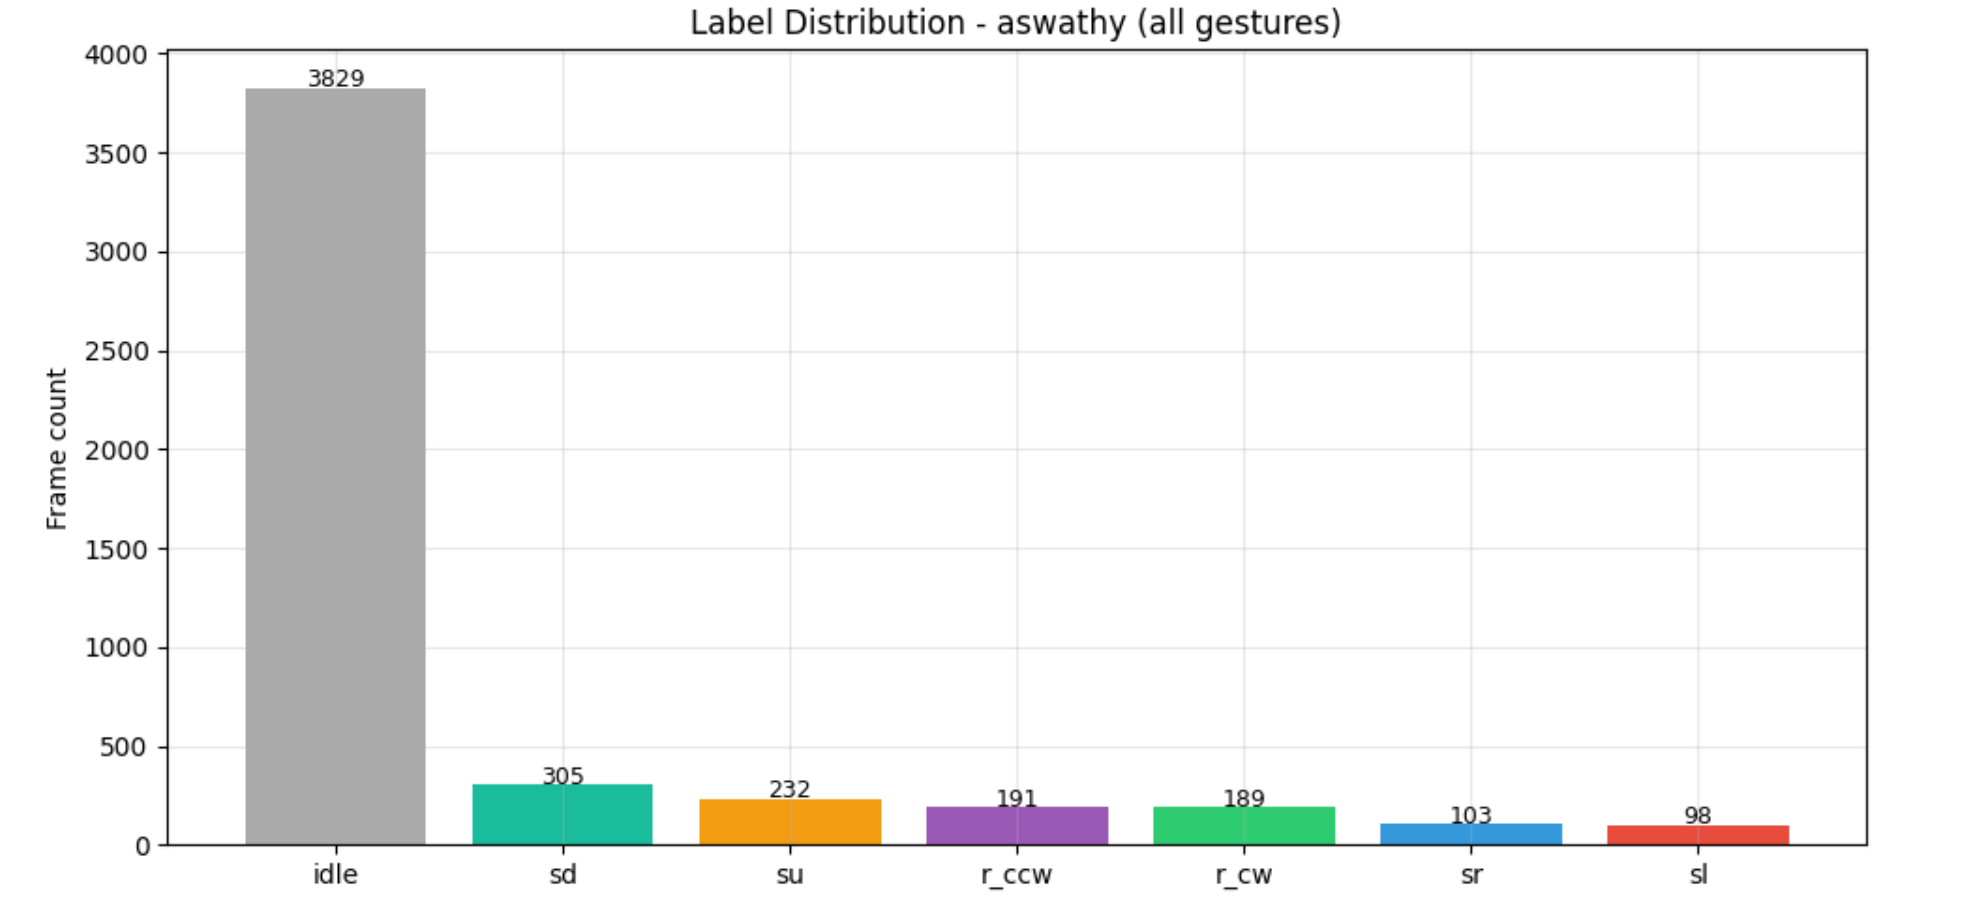 Label Distribution - aswathy (all gestures)
4000
3500
3000
2500
2000
1500
1000
500
0
Frame count
3829
305
232
191
189
103
98
idle
sd
su
r_ccw
r_cw
sr
sl